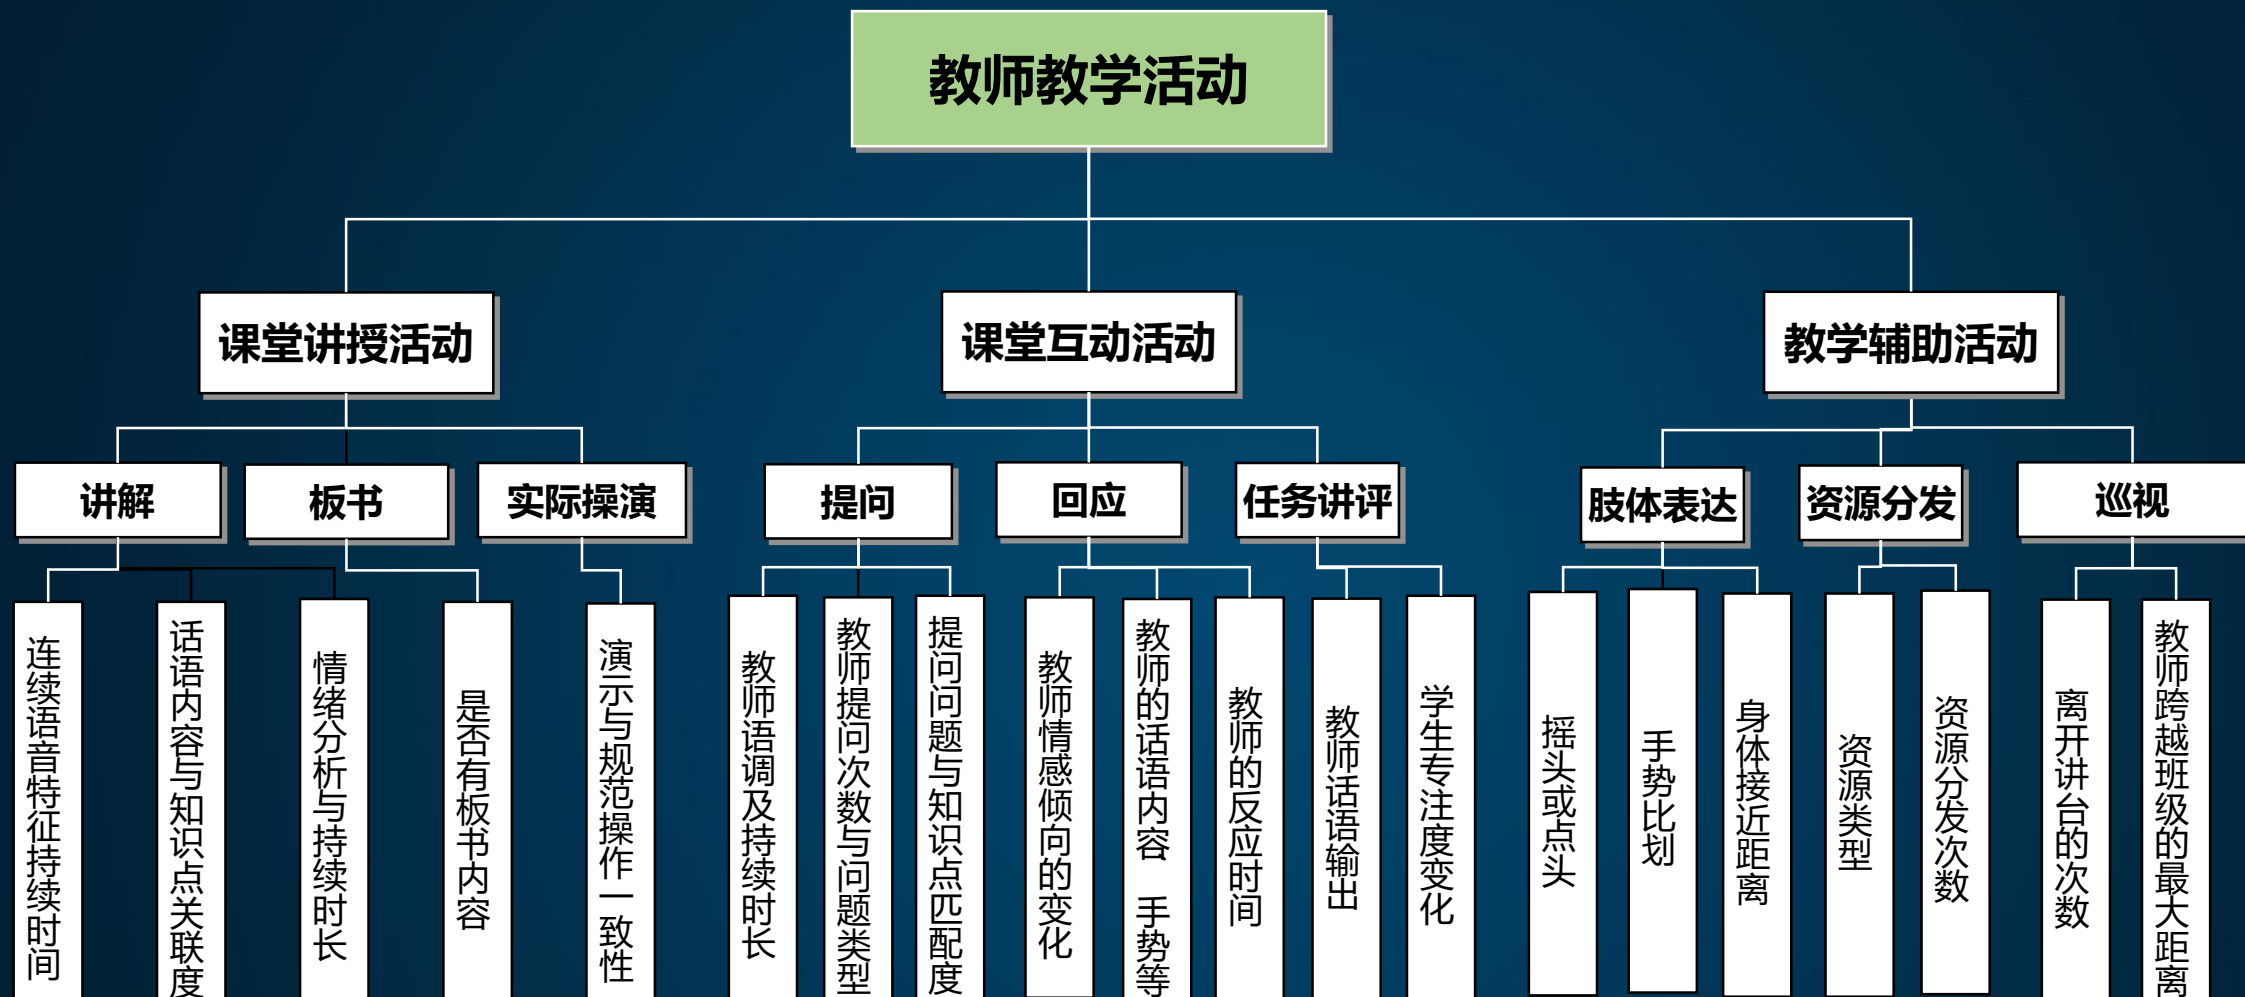 教师教学活动
课堂讲授活动
课堂互动活动
教学辅助活动
讲解
板书
实际操演
提问
回应
任务讲评
肢体表达
资源分发
巡视
连续语音特征持续时间
话语内容与知识点关联度
情绪分析与持续时长
是否有板书内容
演示与规范操作一致性
教师语调及持续时长
教师提问次数与问题类型
提问问题与知识点匹配度
教师情感倾向的变化
教师的话语内容 手势等
教师的反应时间
教师话语输出
学生专注度变化
摇头或点头
手势比划
身体接近距离
资源类型
资源分发次数
离开讲台的次数
教师跨越班级的最大距离